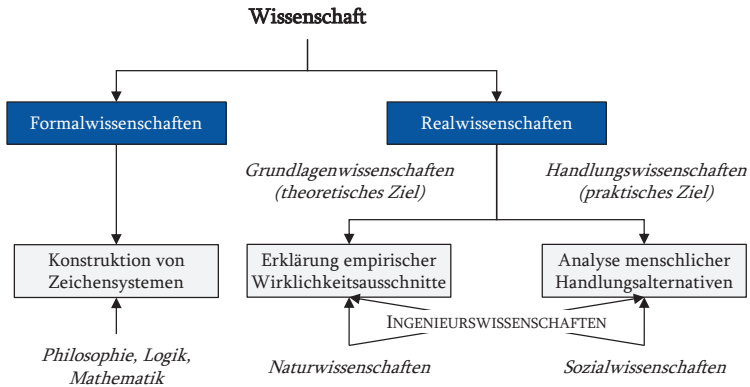 Wissenschaft
Formalwissenschaften
Realwissenschaften
Grundlagenwissenschaften
(theoretisches Ziel)
Handlungswissenschaften
(praktisches Ziel)
Konstruktion von
Zeichensystemen
Erklärung empirischer
Wirklichkeitsausschnitte
Analyse menschlicher
Handlungsalternativen
INGENIEURSWISSENSCHAFTEN
Philosophie, Logik,
Mathematik
Naturwissenschaften
Sozialwissenschaften